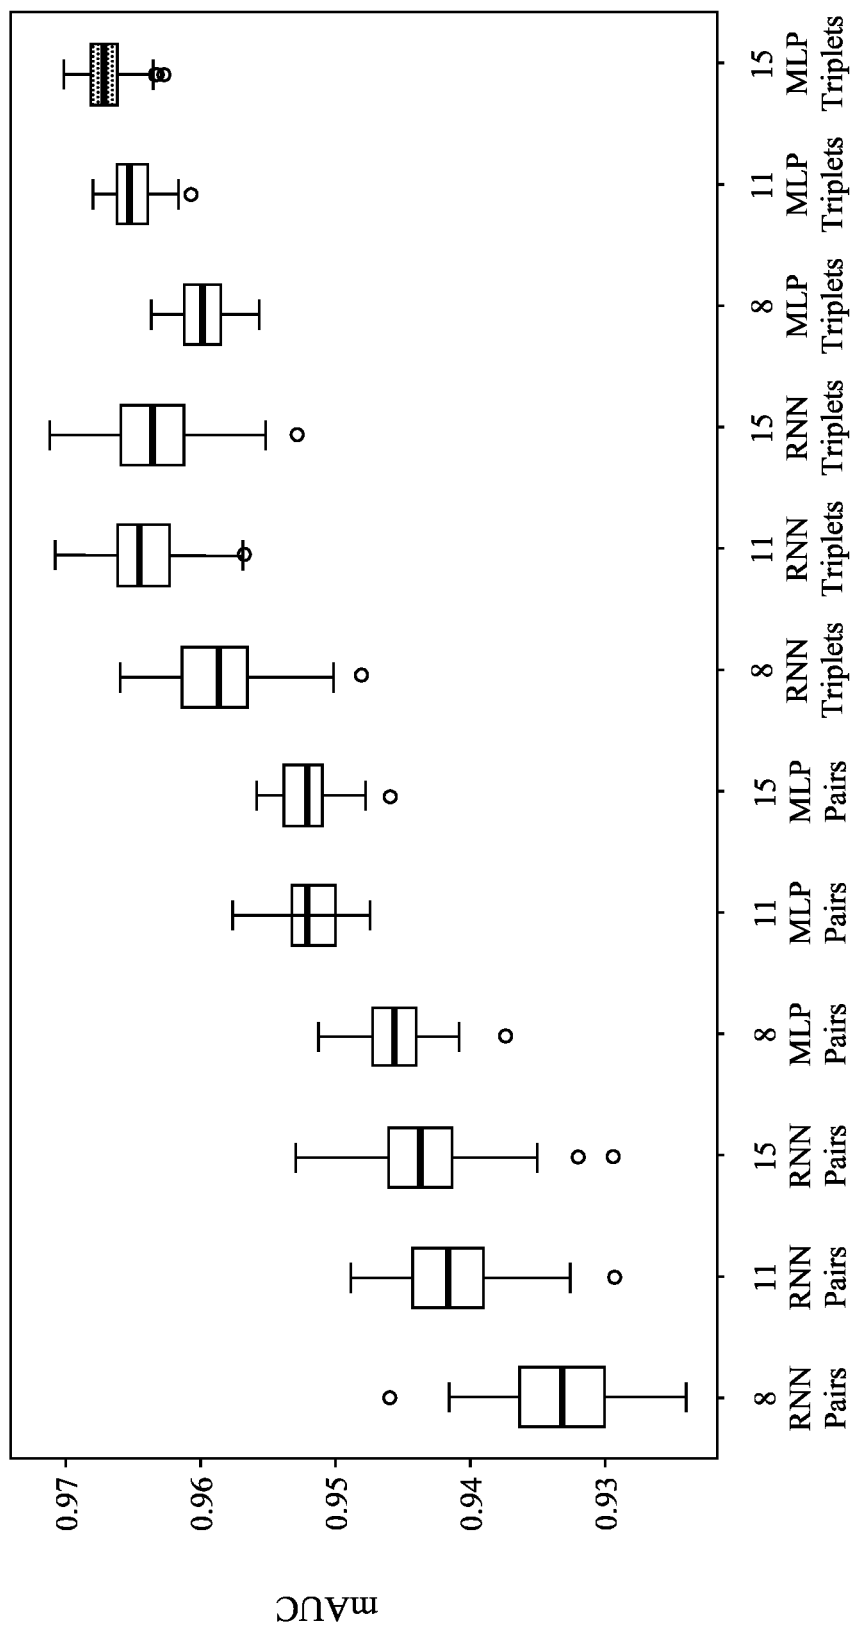 mAUC
0.97
0.96
0.95
0.94
0.93
8
RNN
Pairs
11
RNN
Pairs
15
RNN
Pairs
8
MLP
Pairs
11
MLP
Pairs
15
MLP
Pairs
8
RNN
Triplets
11
RNN
Triplets
15
RNN
Triplets
8
MLP
Triplets
11
MLP
Triplets
15
MLP
Triplets